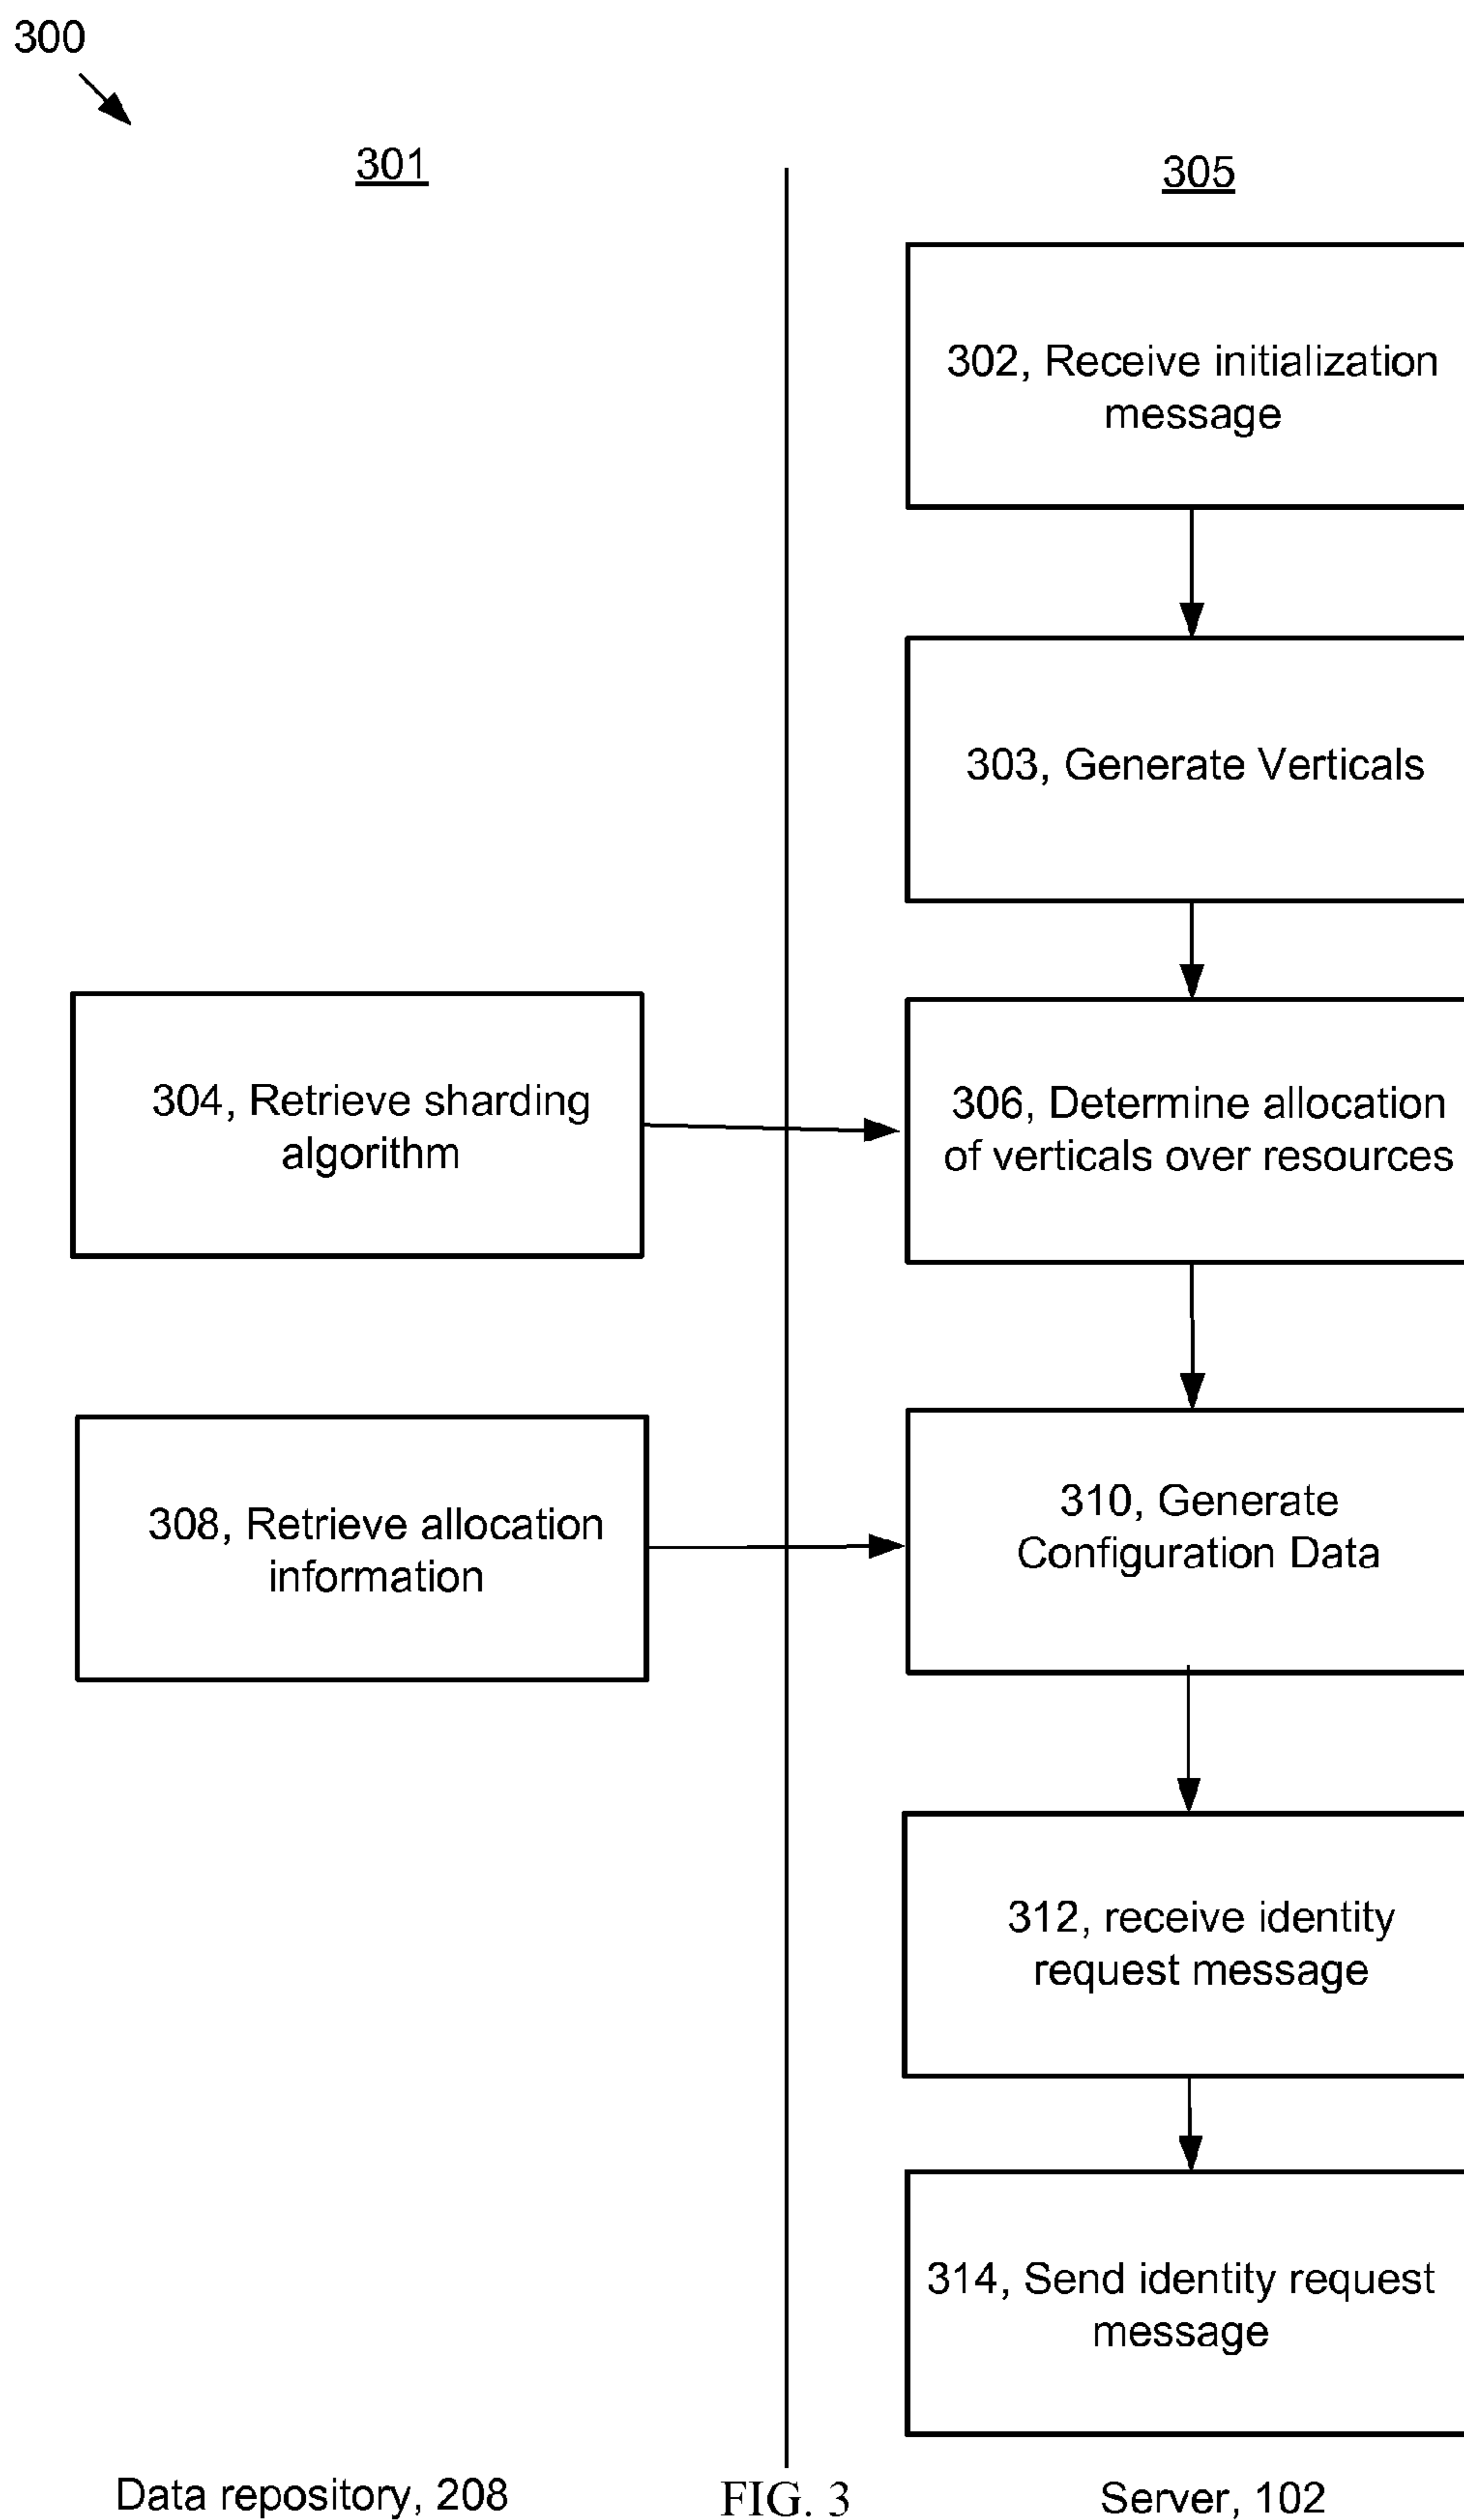 300
301
305
302, Receive initialization
message
303, Generate Verticals
304, Retrieve sharding
algorithm
306, Determine allocation
of verticals over resources
308, Retrieve allocation
information
310, Generate
Configuration Data
312, receive identity
request message
314, Send identity request
message
Data repository, 208
FIG. 3
Server, 102